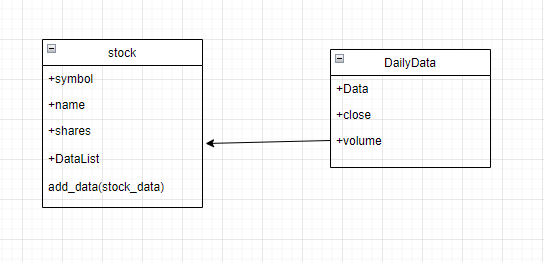 stock
+symbol
+name
+shares
+DataList
add_data(stock_data)
DailyData
+Data
+close
+volume